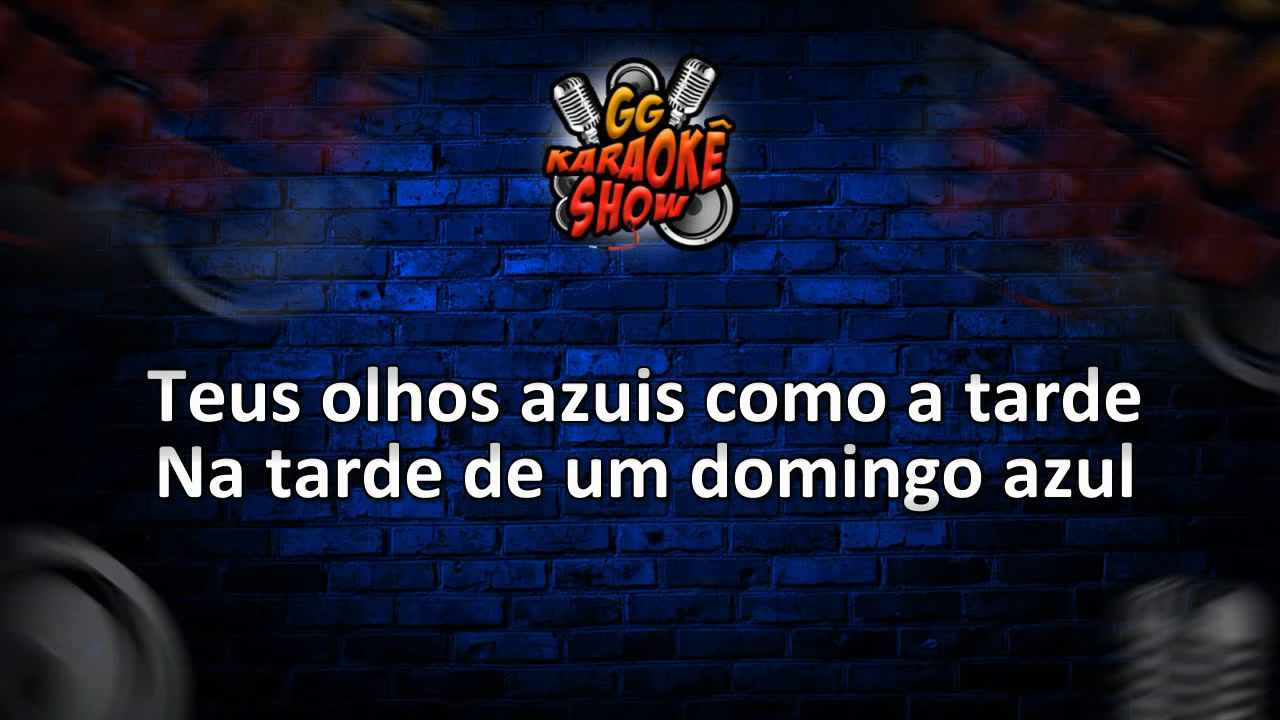 GG
KARAOKÊ
SHOW
Teus olhos azuis como a tarde
Na tarde de um domingo azul